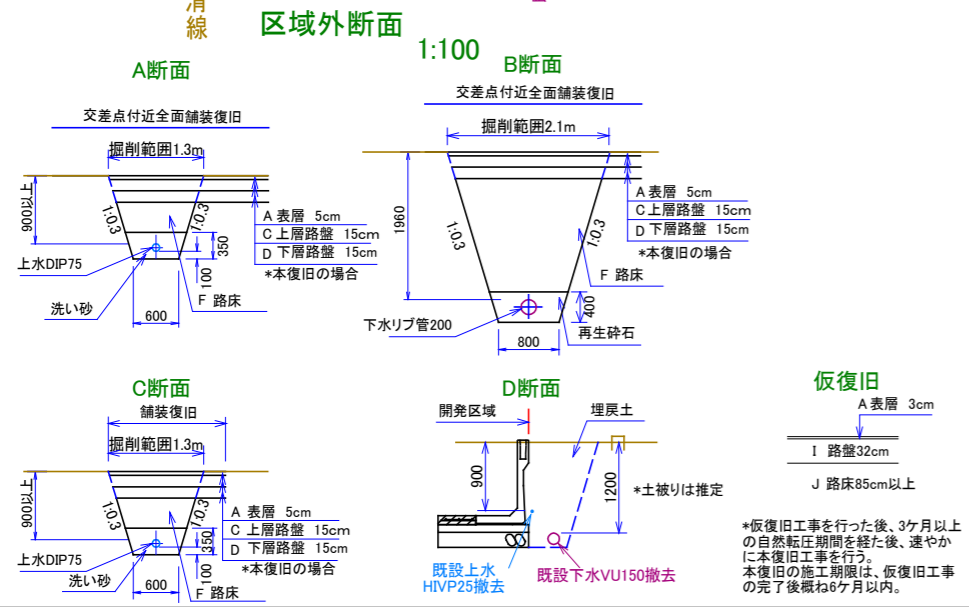 線
区域外断面
1:100
A断面
交差点付近全面舗装復旧
掘削範囲1.3m
900以上
1:0.3
1:0.3
A 表層 5cm
C 上層路盤 15cm
D 下層路盤 15cm
*本復旧の場合
350
100
上水DIP75
洗い砂
F 路床
600
B断面
交差点付近全面舗装復旧
掘削範囲2.1m
1960
1:0.3
1:0.3
A 表層 5cm
C 上層路盤 15cm
D 下層路盤 15cm
*本復旧の場合
F 路床
400
下水リブ管200
再生砕石
800
C断面
舗装復旧
掘削範囲1.3m
900以上
1:0.3
1:0.3
A 表層 5cm
C 上層路盤 15cm
D 下層路盤 15cm
*本復旧の場合
350
100
上水DIP75
洗い砂
F 路床
600
D断面
開発区域
埋戻土
900
1200
*土被りは推定
既設上水
HIVP25撤去
既設下水VU150撤去
仮復旧
A 表層 3cm
I 路盤32cm
J 路床85cm以上
*仮復旧工事を行った後、3ケ月以上
の自然転圧期間を経た後、速やか
に本復旧工事を行う。
本復旧の施工期限は、仮復旧工事
の完了後概ね6ケ月以内。